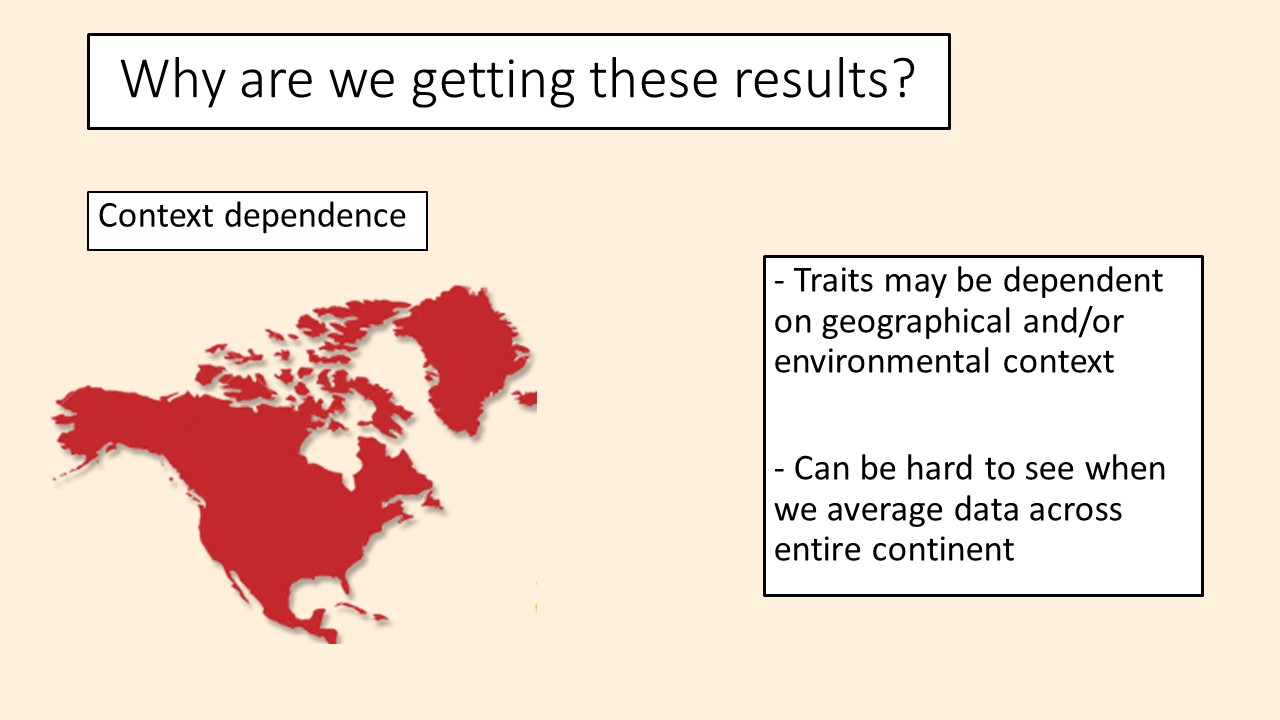 Why are we getting these results?
Context dependence
- Traits may be dependent
on geographical and/or
environmental context
- Can be hard to see when
we average data across
entire continent